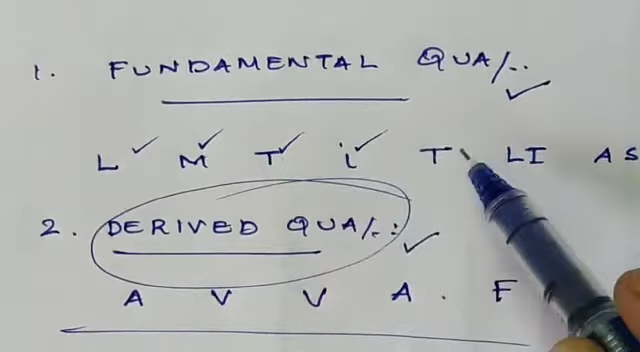 1. FUNDAMENTAL QUA/..
L M T i T LI AS
2. DERIVED QUA/..:
A V V A . F